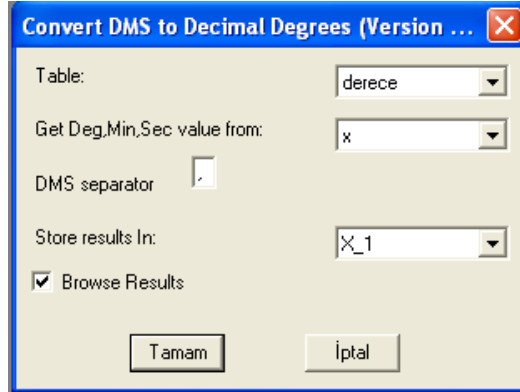 Convert DMS to Decimal Degrees (Version ...
Table:
derece
Get Deg,Min,Sec value from:
x
DMS separator
,
Store results In:
X_1
Browse Results
Tamam
İptal